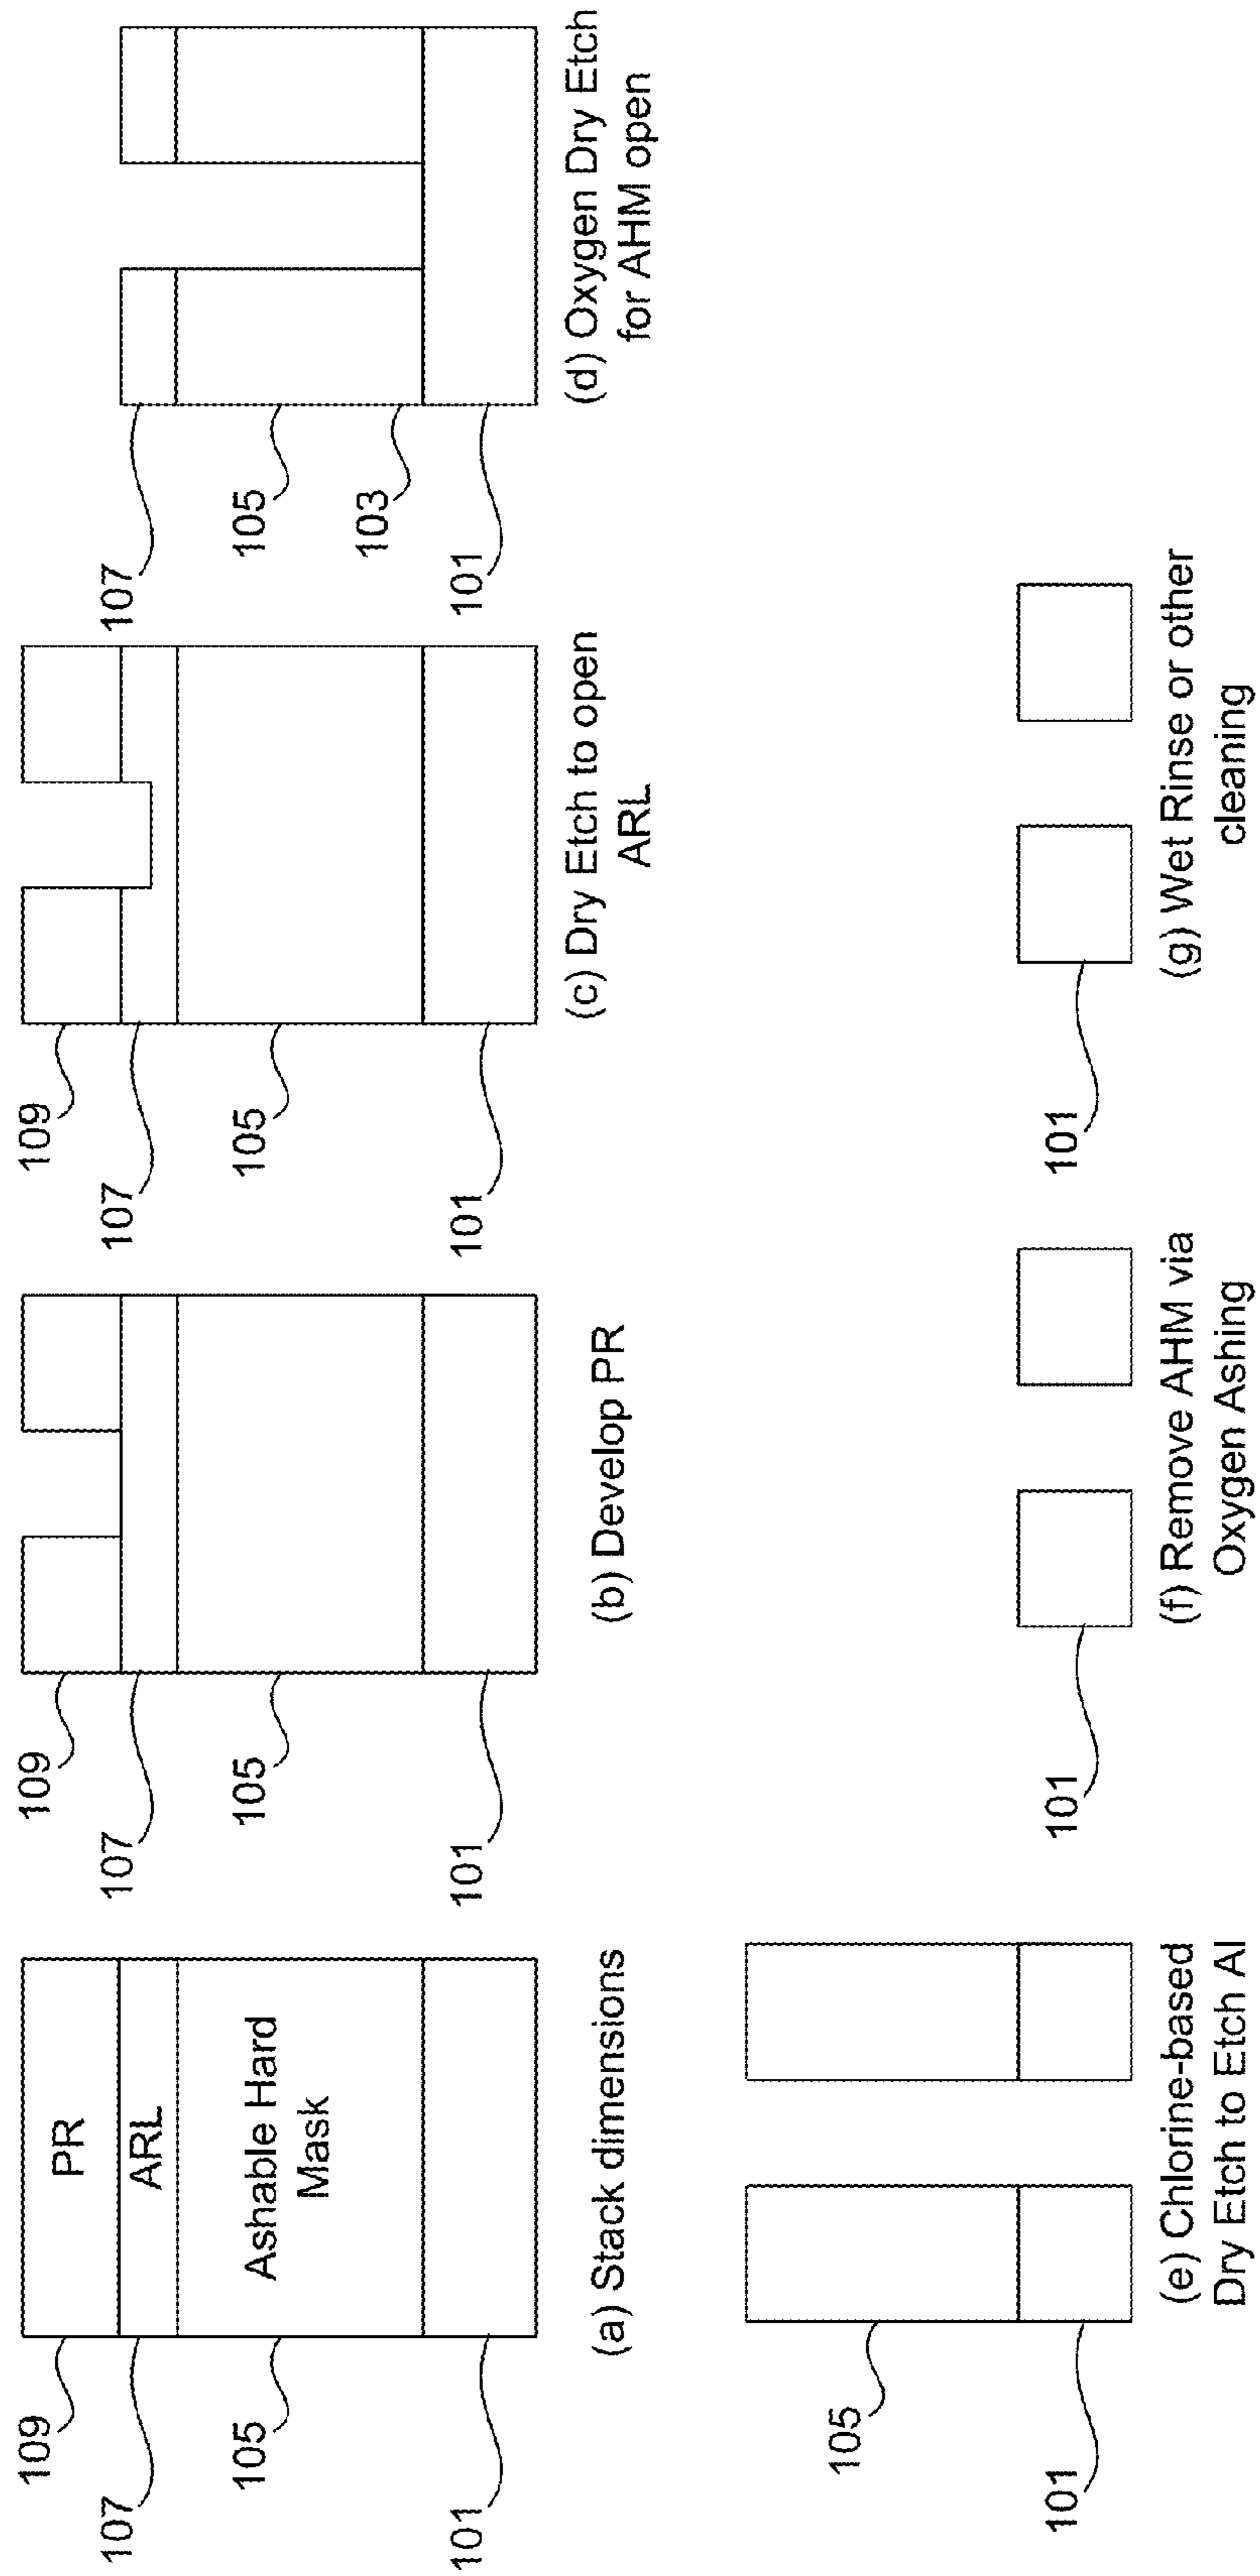 109
PR
107
ARL
105
Ashable Hard
Mask
101
(a) Stack dimensions
109
107
105
101
(b) Develop PR
109
107
105
101
(c) Dry Etch to open
ARL
107
105
103
101
(d) Oxygen Dry Etch
for AHM open
105
101
(e) Chlorine-based
Dry Etch to Etch Al
101
(f) Remove AHM via
Oxygen Ashing
101
(g) Wet Rinse or other
cleaning